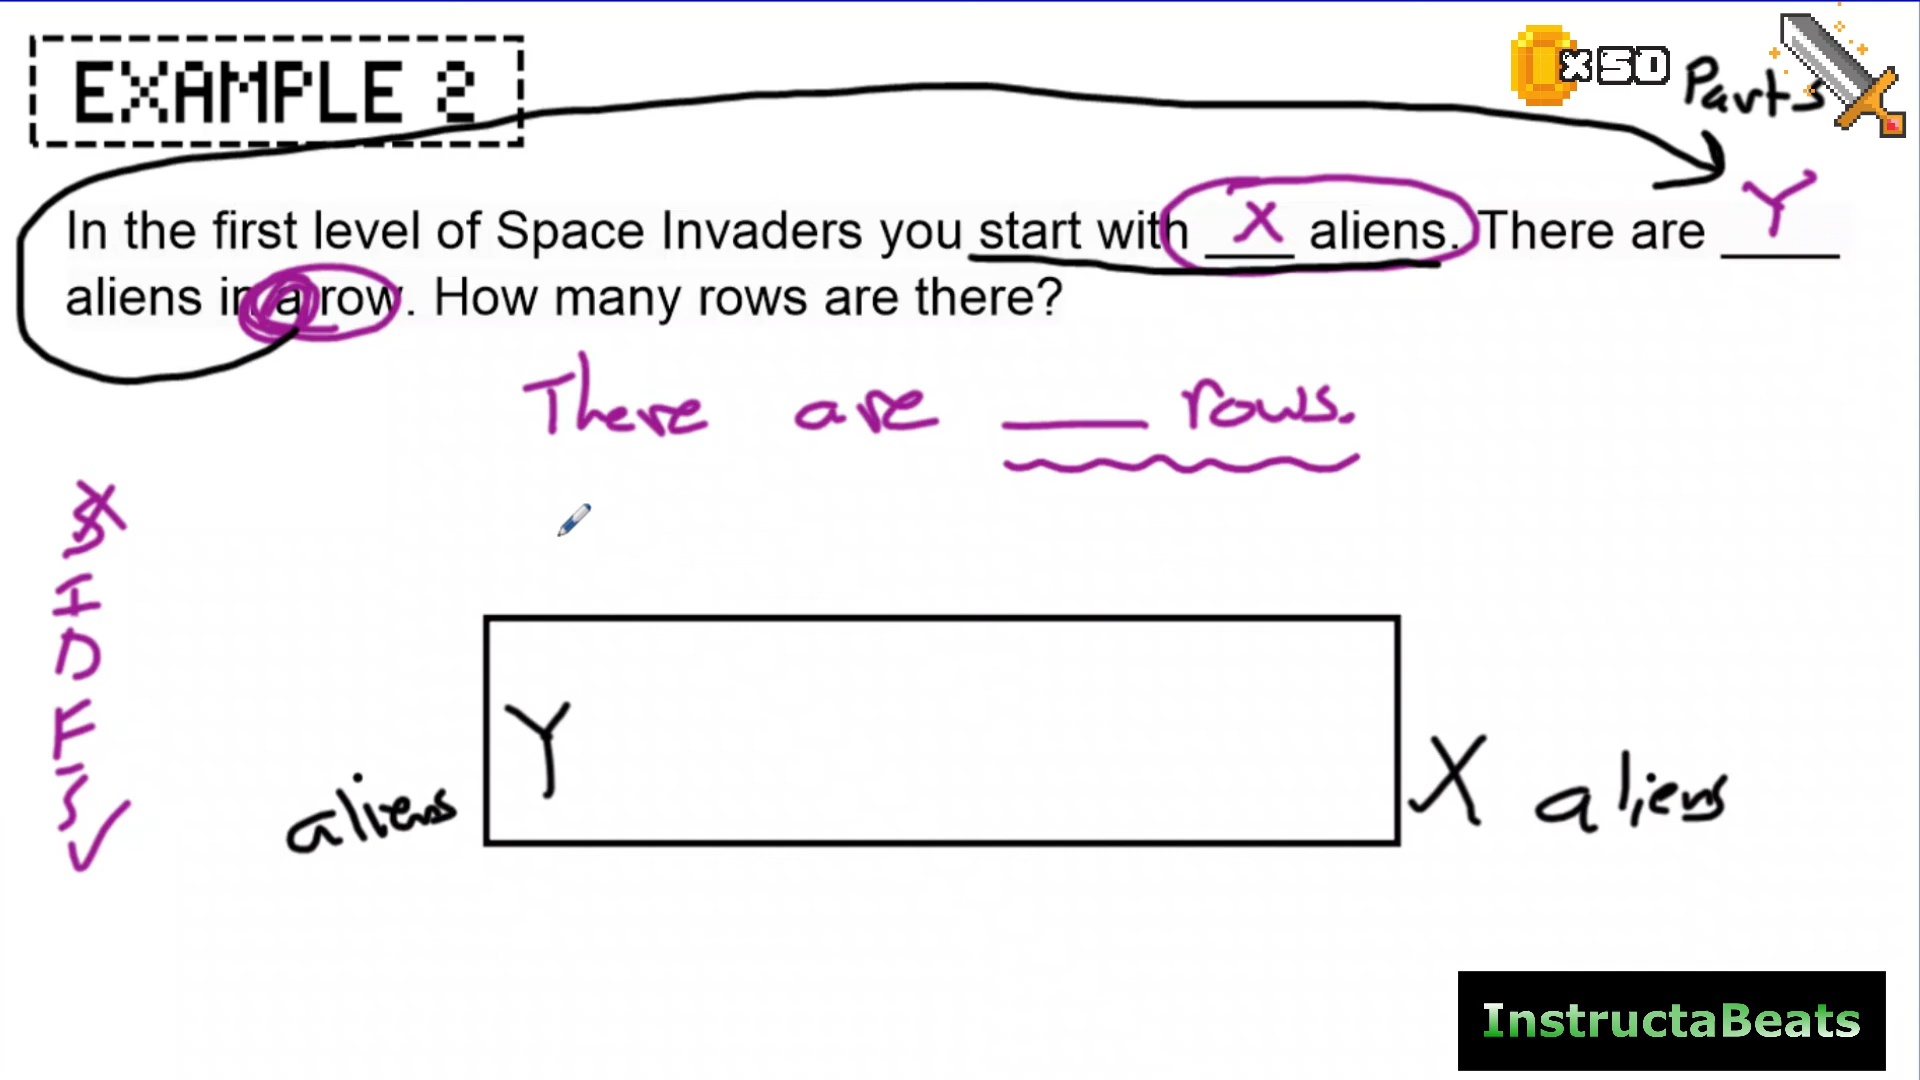 EXAMPLE 2
x 50
Parts
In the first level of Space Invaders you start with X aliens. There are Y
aliens in a row. How many rows are there?
There are ___ rows.
S
I
D
F
S
Y
aliens
X aliens
InstructaBeats